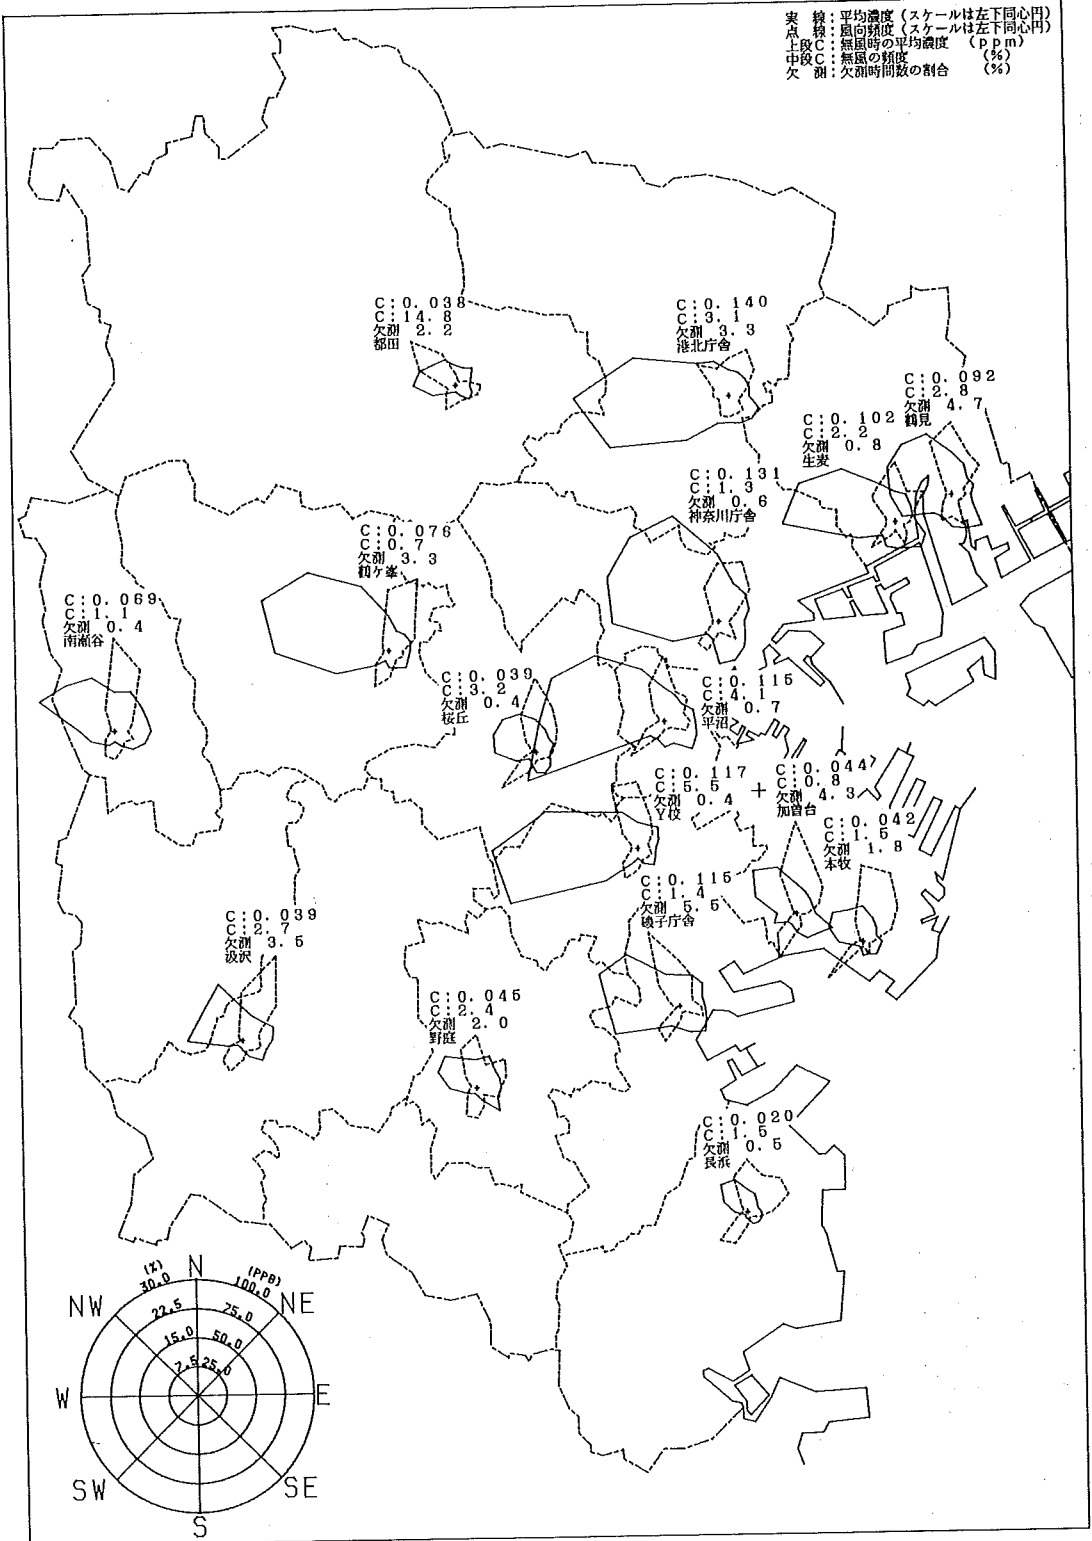 実　線：平均濃度（スケールは左下同心円）
点　線：風向頻度（スケールは左下同心円）
上段C：無風時の平均濃度　（ppm）
中段C：無風の頻度　（%）
欠　測：欠測時間数の割合　（%）
C:0.038
C:14.8
欠測 2.2
都田
C:0.140
C:3.1
欠測 3.3
港北庁舎
C:0.092
C:2.8
欠測 4.7
鶴見
C:0.102
C:2.2
欠測 0.8
生麦
C:0.131
C:1.3
欠測 0.6
神奈川庁舎
C:0.076
C:0.7
欠測 3.3
鶴ケ峯
C:0.069
C:1.1
欠測 0.4
南瀬谷
C:0.039
C:3.2
欠測 0.4
桜丘
C:0.115
C:4.1
欠測 0.7
平沼
C:0.117
C:5.5
欠測 0.4
Y校
C:0.044
C:0.8
欠測 4.3
加曽台
C:0.042
C:1.5
欠測 1.8
本牧
C:0.115
C:1.4
欠測 5.5
磯子庁舎
C:0.039
C:2.7
欠測 3.5
汲沢
C:0.045
C:2.4
欠測 2.0
野庭
C:0.020
C:1.5
欠測 0.5
長浜
(%) N (PPB)
30.0 100.0
NW NE
22.5 75.0
15.0 50.0
7.5 25.0
W E
SW SE
S